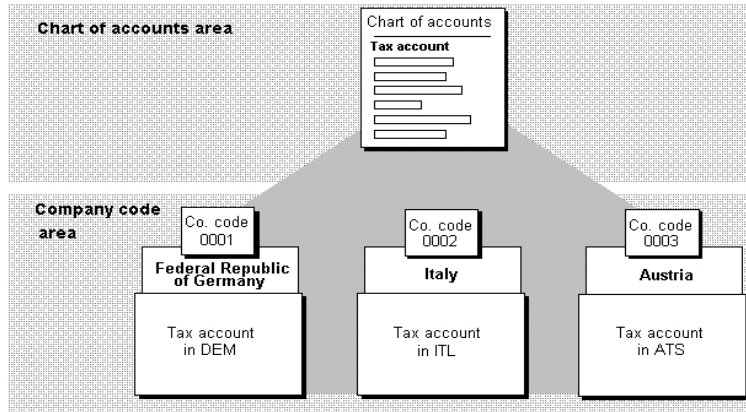 Chart of accounts area
Chart of accounts
Tax account
Company code
area
Co. code
0001
Federal Republic
of Germany
Tax account
in DEM
Co. code
0002
Italy
Tax account
in ITL
Co. code
0003
Austria
Tax account
in ATS